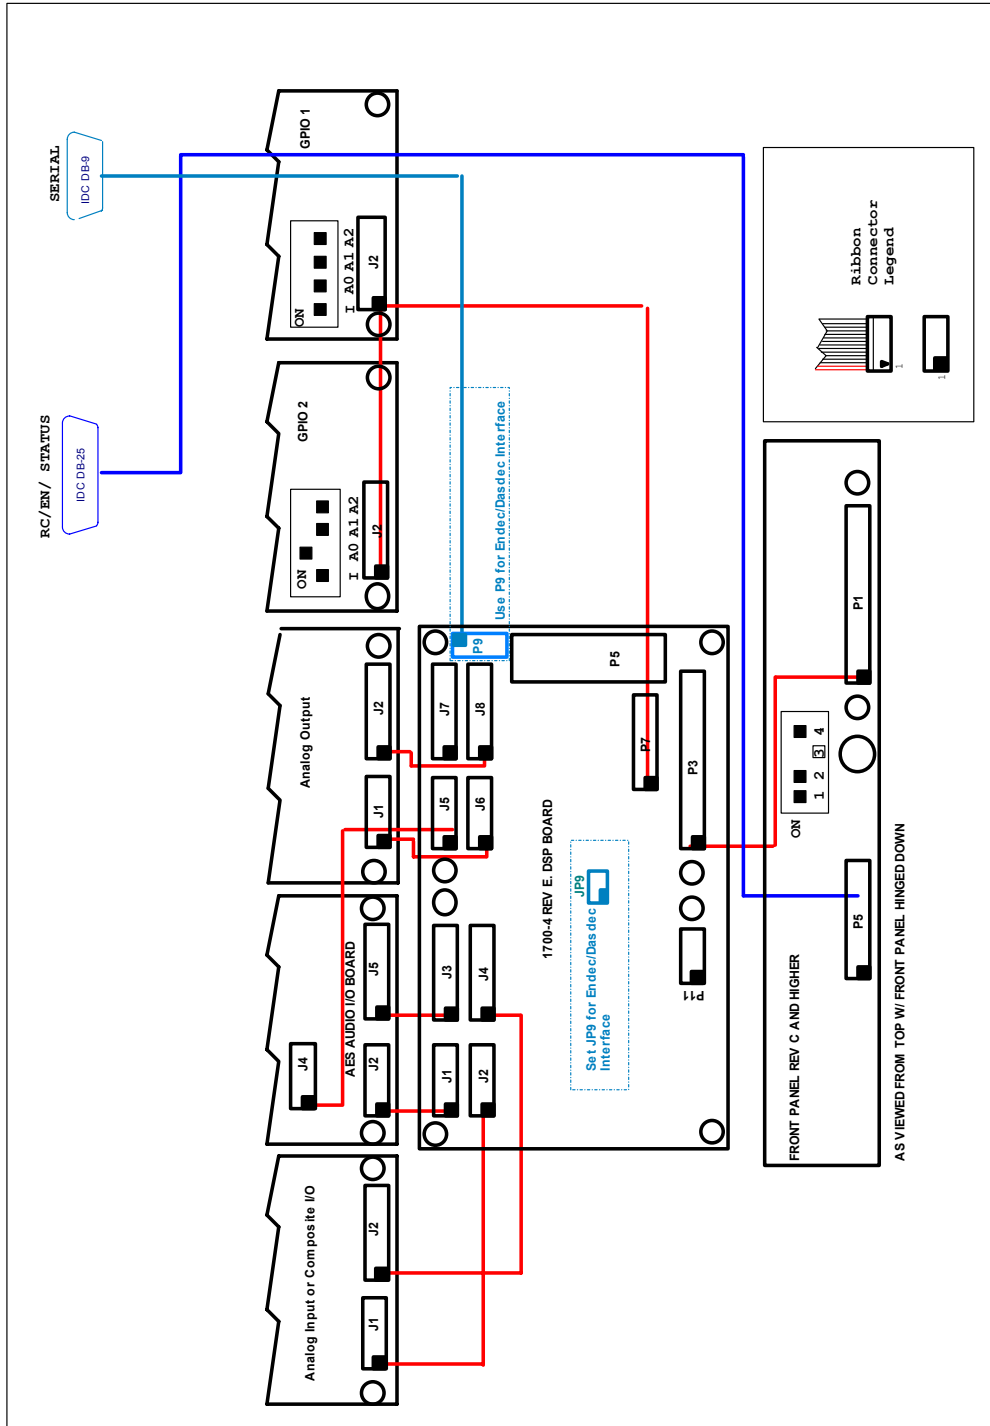 SERIAL
IDC DB-9
RC/EN/ STATUS
IDC DB-25
GPIO 1
ON
I A0 A1 A2
J2
GPIO 2
ON
I A0 A1 A2
J2
Analog Output
J2
J1
AES AUDIO I/O BOARD
J5
J4
J2
Analog Input or Composite I/O
J2
J1
Use P9 for Endec/Dasdec Interface
P9
P5
J7
J8
J5
J6
J3
J4
J1
J2
P7
P3
P11
1700-4 REV E. DSP BOARD
JP9
Set JP9 for Endec/Dasdec
Interface
Ribbon
Connector
Legend
1
1
P1
ON
1 2 3 4
P5
FRONT PANEL REV C AND HIGHER
AS VIEWED FROM TOP W/ FRONT PANEL HINGED DOWN